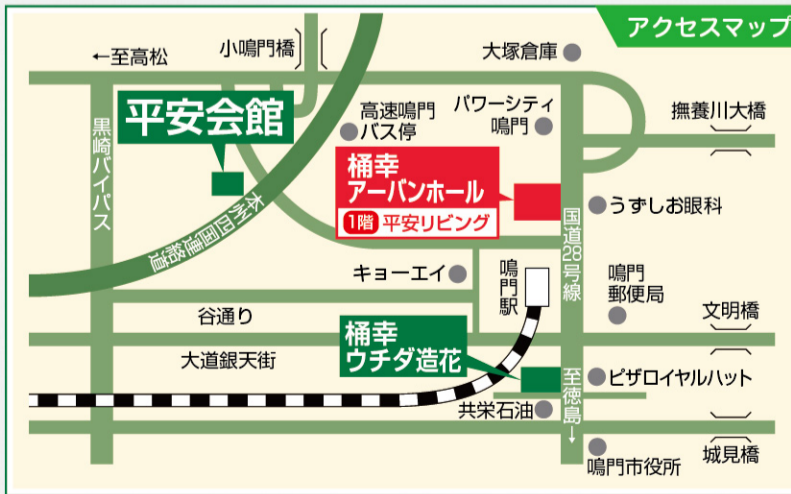 アクセスマップ
←至高松
小鳴門橋
大塚倉庫
平安会館
高速鳴門
バス停
パワーシティ
鳴門
撫養川大橋
黒崎バイパス
桶幸
アーバンホール
1階 平安リビング
うずしお眼科
本州四国連絡道
国道28号線
キョーエイ
鳴門駅
鳴門
郵便局
谷通り
文明橋
大道銀天街
桶幸
ウチダ造花
至徳島→
ピザロイヤルハット
共栄石油
城見橋
鳴門市役所